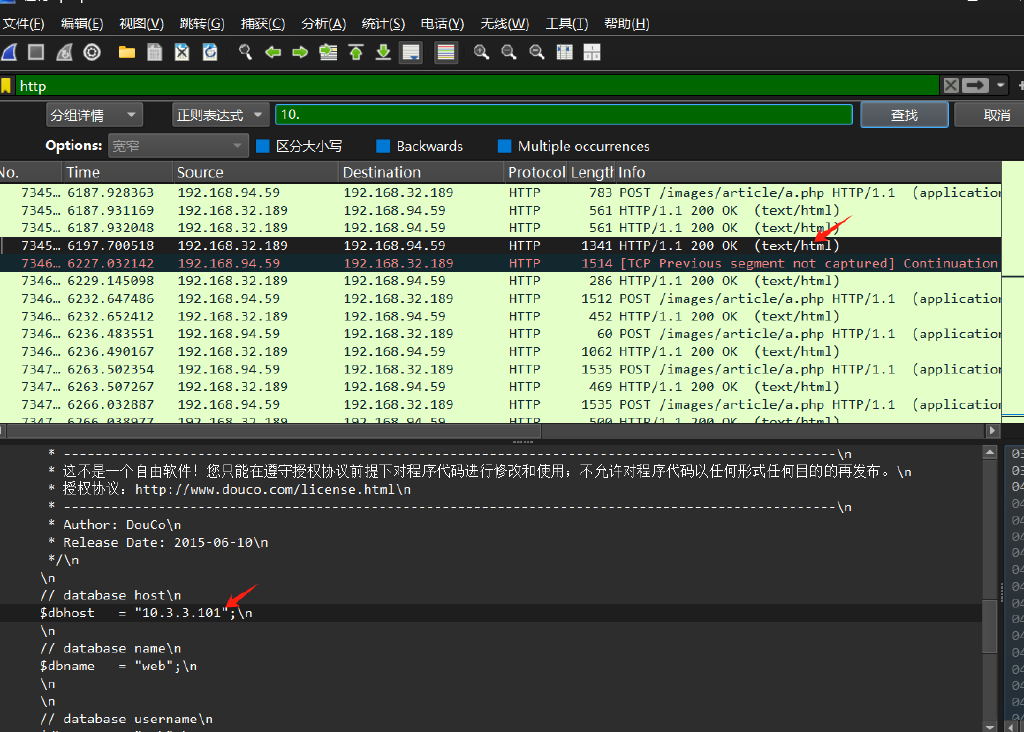 文件(F) 编辑(E) 视图(V) 跳转(G) 捕获(C) 分析(A) 统计(S) 电话(Y) 无线(W) 工具(T) 帮助(H)
http
分组详情 正则表达式 10. 查找 取消
Options: 宽窄 区分大小写 Backwards Multiple occurrences
No. Time Source Destination Protocol Length Info
7345… 6187.928363 192.168.94.59 192.168.32.189 HTTP 783 POST /images/article/a.php HTTP/1.1 (application
7345… 6187.931169 192.168.32.189 192.168.94.59 HTTP 561 HTTP/1.1 200 OK (text/html)
7345… 6187.932048 192.168.32.189 192.168.94.59 HTTP 561 HTTP/1.1 200 OK (text/html)
7345… 6197.700518 192.168.32.189 192.168.94.59 HTTP 1341 HTTP/1.1 200 OK (text/html)
7346… 6227.032142 192.168.94.59 192.168.32.189 HTTP 1514 [TCP Previous segment not captured] Continuation
7346… 6229.145098 192.168.32.189 192.168.94.59 HTTP 286 HTTP/1.1 200 OK (text/html)
7346… 6232.647486 192.168.94.59 192.168.32.189 HTTP 1512 POST /images/article/a.php HTTP/1.1 (application
7346… 6232.652412 192.168.32.189 192.168.94.59 HTTP 452 HTTP/1.1 200 OK (text/html)
7346… 6236.483551 192.168.94.59 192.168.32.189 HTTP 60 POST /images/article/a.php HTTP/1.1 (application
7346… 6236.490167 192.168.32.189 192.168.94.59 HTTP 1062 HTTP/1.1 200 OK (text/html)
7347… 6263.502354 192.168.94.59 192.168.32.189 HTTP 1535 POST /images/article/a.php HTTP/1.1 (application
7347… 6263.507267 192.168.32.189 192.168.94.59 HTTP 469 HTTP/1.1 200 OK (text/html)
7347… 6266.032887 192.168.94.59 192.168.32.189 HTTP 1535 POST /images/article/a.php HTTP/1.1 (application
7347… 6266.038977 192.168.32.189 192.168.94.59 HTTP 500 HTTP/1.1 200 OK (text/html)
* ----------------------------------------------------------------------------------------------------\n
* 这不是一个自由软件！您只能在遵守授权协议前提下对程序代码进行修改和使用；不允许对程序代码以任何形式任何目的的再发布。\n
* 授权协议：http://www.douco.com/license.html\n
* ----------------------------------------------------------------------------------------------------\n
* Author: DouCo\n
* Release Date: 2015-06-10\n
*/\n
\n
// database host\n
$dbhost = "10.3.3.101";\n
\n
// database name\n
$dbname = "web";\n
\n
\n
// database username\n